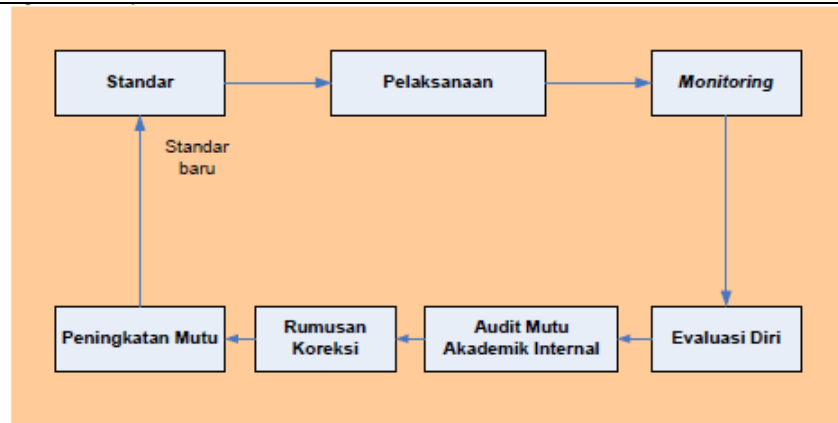 Standar
Pelaksanaan
Monitoring
Standar
baru
Peningkatan Mutu
Rumusan
Koreksi
Audit Mutu
Akademik Internal
Evaluasi Diri